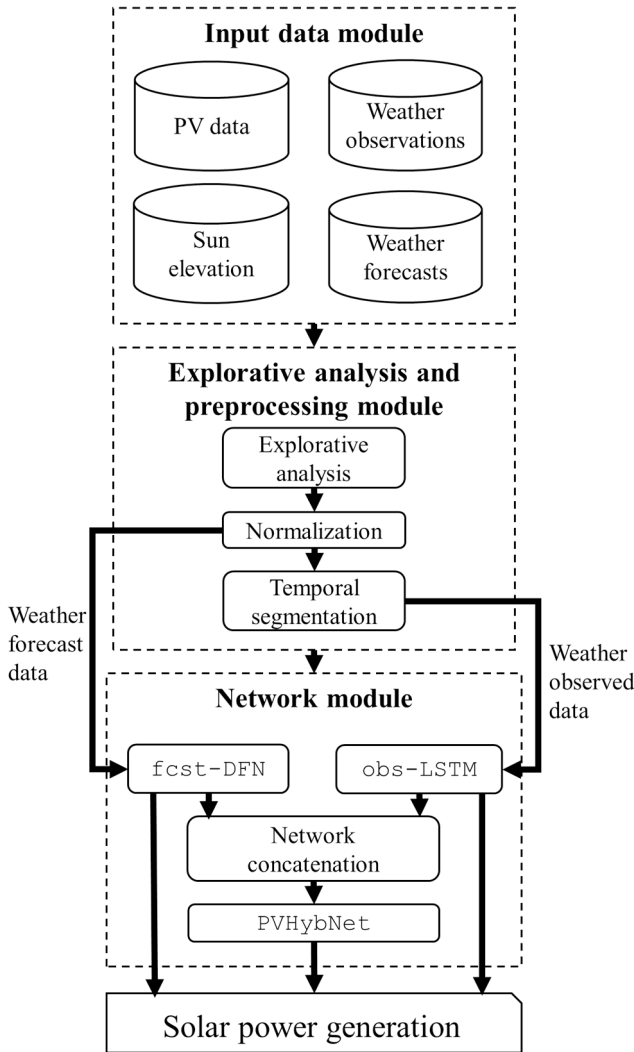 Input data module
PV data
Weather
observations
Sun
elevation
Weather
forecasts
Explorative analysis and
preprocessing module
Explorative
analysis
Normalization
Temporal
segmentation
Weather
forecast
data
Weather
observed
data
Network module
fcst-DFN
obs-LSTM
Network
concatenation
PVHybNet
Solar power generation